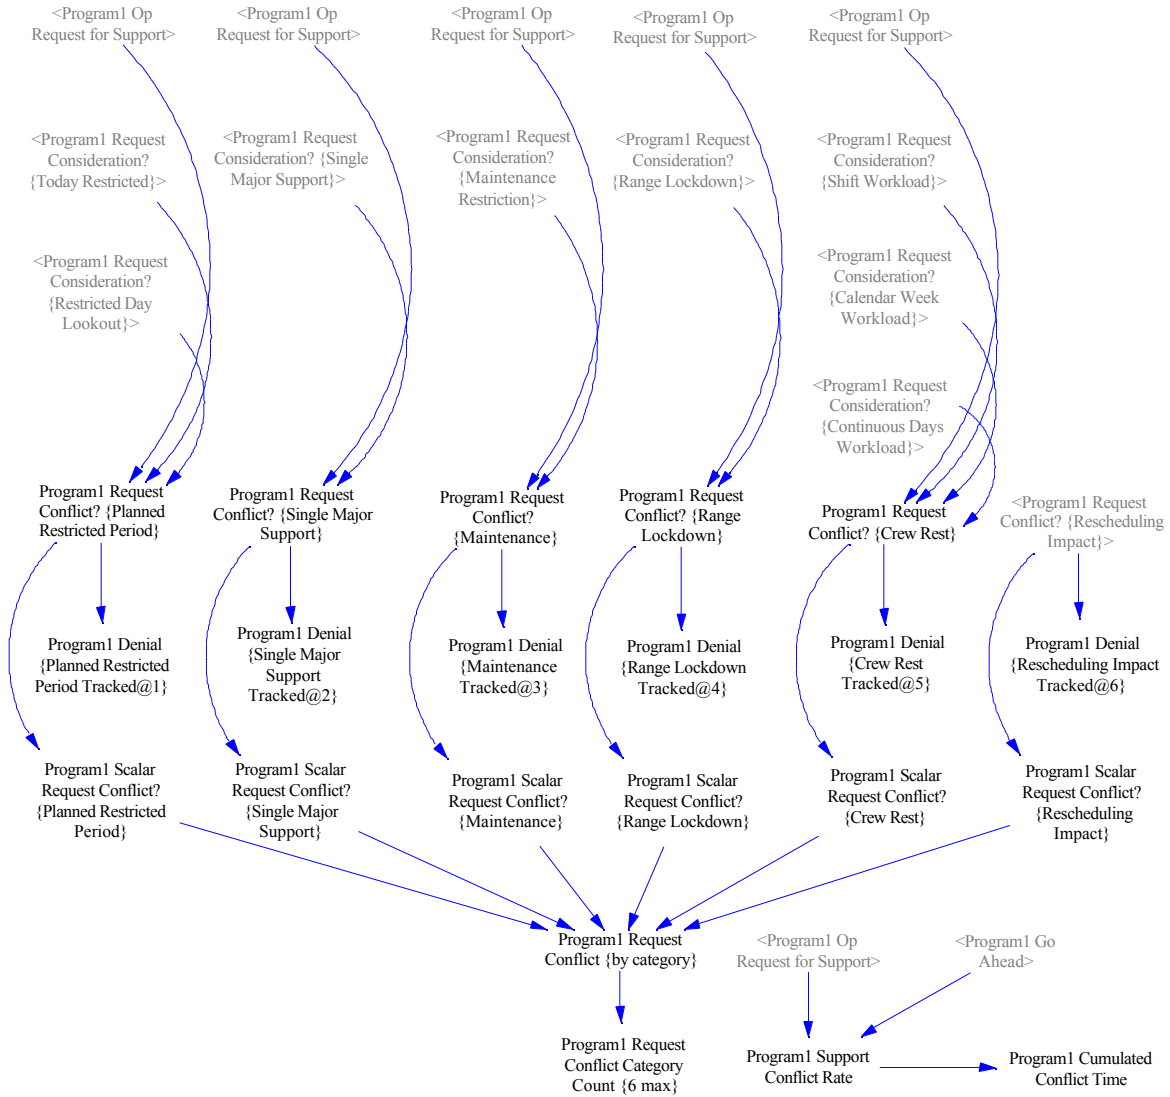 <Program1 Op
Request for Support>
<Program1 Op
Request for Support>
<Program1 Op
Request for Support>
<Program1 Op
Request for Support>
<Program1 Op
Request for Support>
<Program1 Request
Consideration?
{Today Restricted}>
<Program1 Request
Consideration? {Single
Major Support}>
<Program1 Request
Consideration?
{Maintenance
Restriction}>
<Program1 Request
Consideration?
{Range Lockdown}>
<Program1 Request
Consideration?
{Shift Workload}>
<Program1 Request
Consideration?
{Restricted Day
Lookout}>
<Program1 Request
Consideration?
{Calendar Week
Workload}>
<Program1 Request
Consideration?
{Continuous Days
Workload}>
Program1 Request
Conflict? {Planned
Restricted Period}
Program1 Request
Conflict? {Single Major
Support}
Program1 Request
Conflict?
{Maintenance}
Program1 Request
Conflict? {Range
Lockdown}
Program1 Request
Conflict? {Crew Rest}
<Program1 Request
Conflict? {Rescheduling
Impact}>
Program1 Denial
{Planned Restricted
Period Tracked@1}
Program1 Denial
{Single Major
Support
Tracked@2}
Program1 Denial
{Maintenance
Tracked@3}
Program1 Denial
{Range Lockdown
Tracked@4}
Program1 Denial
{Crew Rest
Tracked@5}
Program1 Denial
{Rescheduling Impact
Tracked@6}
Program1 Scalar
Request Conflict?
{Planned Restricted
Period}
Program1 Scalar
Request Conflict?
{Single Major
Support}
Program1 Scalar
Request Conflict?
{Maintenance}
Program1 Scalar
Request Conflict?
{Range Lockdown}
Program1 Scalar
Request Conflict?
{Crew Rest}
Program1 Scalar
Request Conflict?
{Rescheduling
Impact}
Program1 Request
Conflict {by category}
<Program1 Op
Request for Support>
<Program1 Go
Ahead>
Program1 Request
Conflict Category
Count {6 max}
Program1 Support
Conflict Rate
Program1 Cumulated
Conflict Time